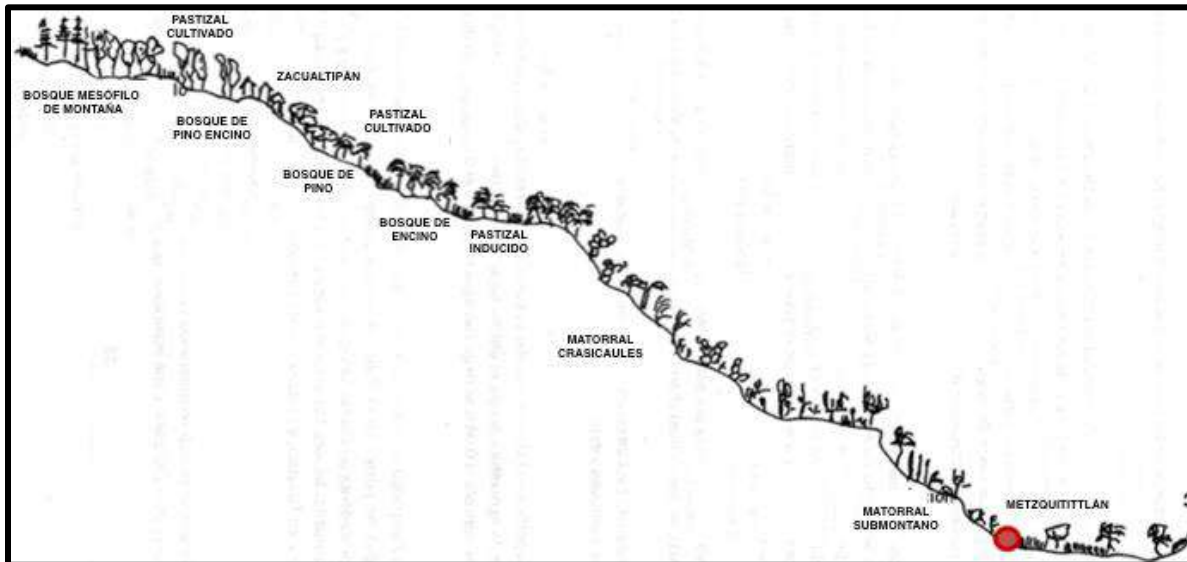 PASTIZAL
CULTIVADO
BOSQUE MESOFILO
DE MONTAÑA
ZACUALTIPÁN
BOSQUE DE
PINO ENCINO
PASTIZAL
CULTIVADO
BOSQUE DE
PINO
BOSQUE DE
ENCINO
PASTIZAL
INDUCIDO
MATORRAL
CRASICAULES
MATORRAL
SUBMONTANO
METZQUITITTLÁN